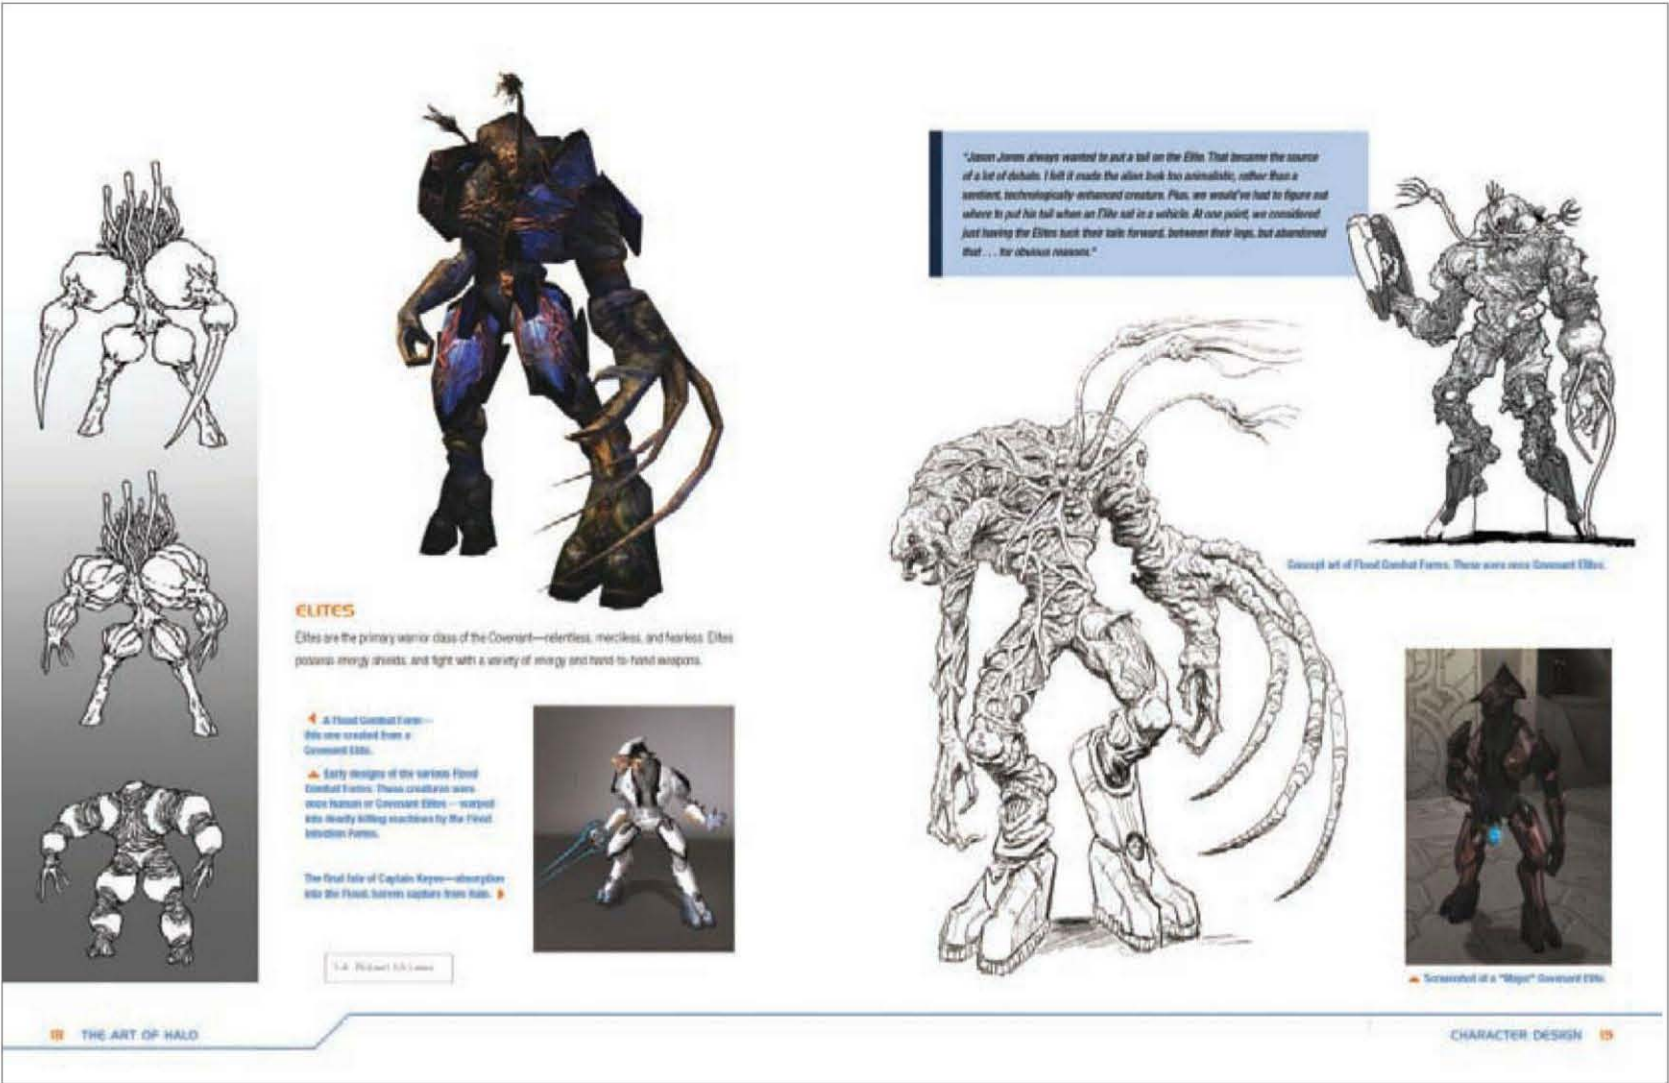 ELITES
Elites are the primary warrior class of the Covenant—relentless, merciless, and fearless. Elites
possess energy shields, and fight with a variety of energy and hand-to-hand weapons.
A Flood Combat Form—
this one created from a
Covenant Elite.
Early designs of the various Flood
Combat Forms. These creatures were
once human or Covenant Elites—warped
into deadly killing machines by the Flood
Infection Forms.
The final fate of Captain Keyes—absorption
into the Flood. Screen capture from Halo.
18 THE ART OF HALO
"Jason Jones always wanted to put a tail on the Elite. That became the source
of a lot of debate. I felt it made the alien look too animalistic, rather than a
sentient, technologically-enhanced creature. Plus, we would've had to figure out
where to put his tail when an Elite sat in a vehicle. At one point, we considered
just having the Elites tuck their tails forward, between their legs, but abandoned
that . . . for obvious reasons."
Concept art of Flood Combat Forms. These were once Covenant Elites.
Screenshot of a "Major" Covenant Elite.
CHARACTER DESIGN 19